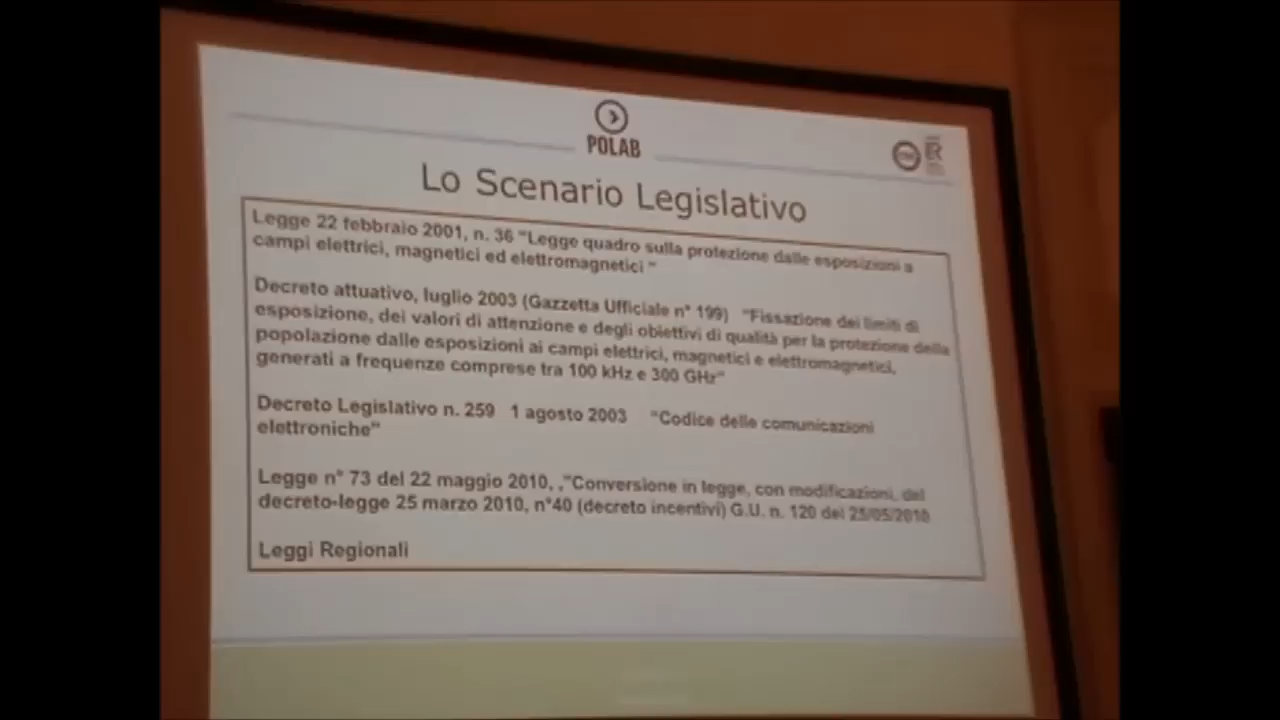 POLAB
Lo Scenario Legislativo
Legge 22 febbraio 2001, n. 36 "Legge quadro sulla protezione dalle esposizioni a
campi elettrici, magnetici ed elettromagnetici "
Decreto attuativo, luglio 2003 (Gazzetta Ufficiale n° 199) "Fissazione dei limiti di
esposizione, dei valori di attenzione e degli obiettivi di qualità per la protezione della
popolazione dalle esposizioni ai campi elettrici, magnetici e elettromagnetici,
generati a frequenze comprese tra 100 kHz e 300 GHz"
Decreto Legislativo n. 259 1 agosto 2003 "Codice delle comunicazioni
elettroniche"
Legge n° 73 del 22 maggio 2010, ,"Conversione in legge, con modificazioni, del
decreto-legge 25 marzo 2010, n°40 (decreto incentivi) G.U. n. 120 del 25/05/2010
Leggi Regionali